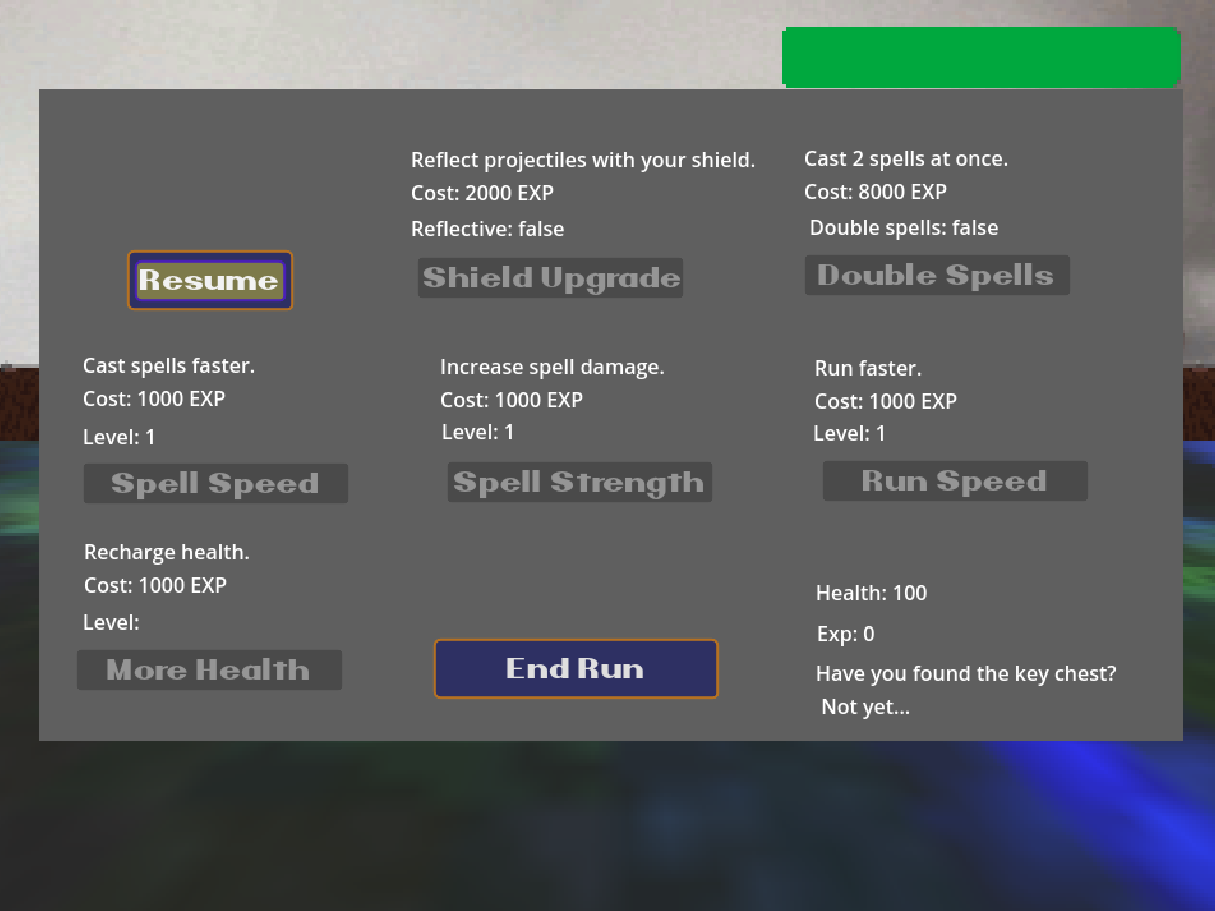 Reflect projectiles with your shield.
Cost: 2000 EXP
Reflective: false
Shield Upgrade
Cast 2 spells at once.
Cost: 8000 EXP
Double spells: false
Double Spells
Resume
Cast spells faster.
Cost: 1000 EXP
Level: 1
Spell Speed
Increase spell damage.
Cost: 1000 EXP
Level: 1
Spell Strength
Run faster.
Cost: 1000 EXP
Level: 1
Run Speed
Recharge health.
Cost: 1000 EXP
Level:
More Health
End Run
Health: 100
Exp: 0
Have you found the key chest?
Not yet...